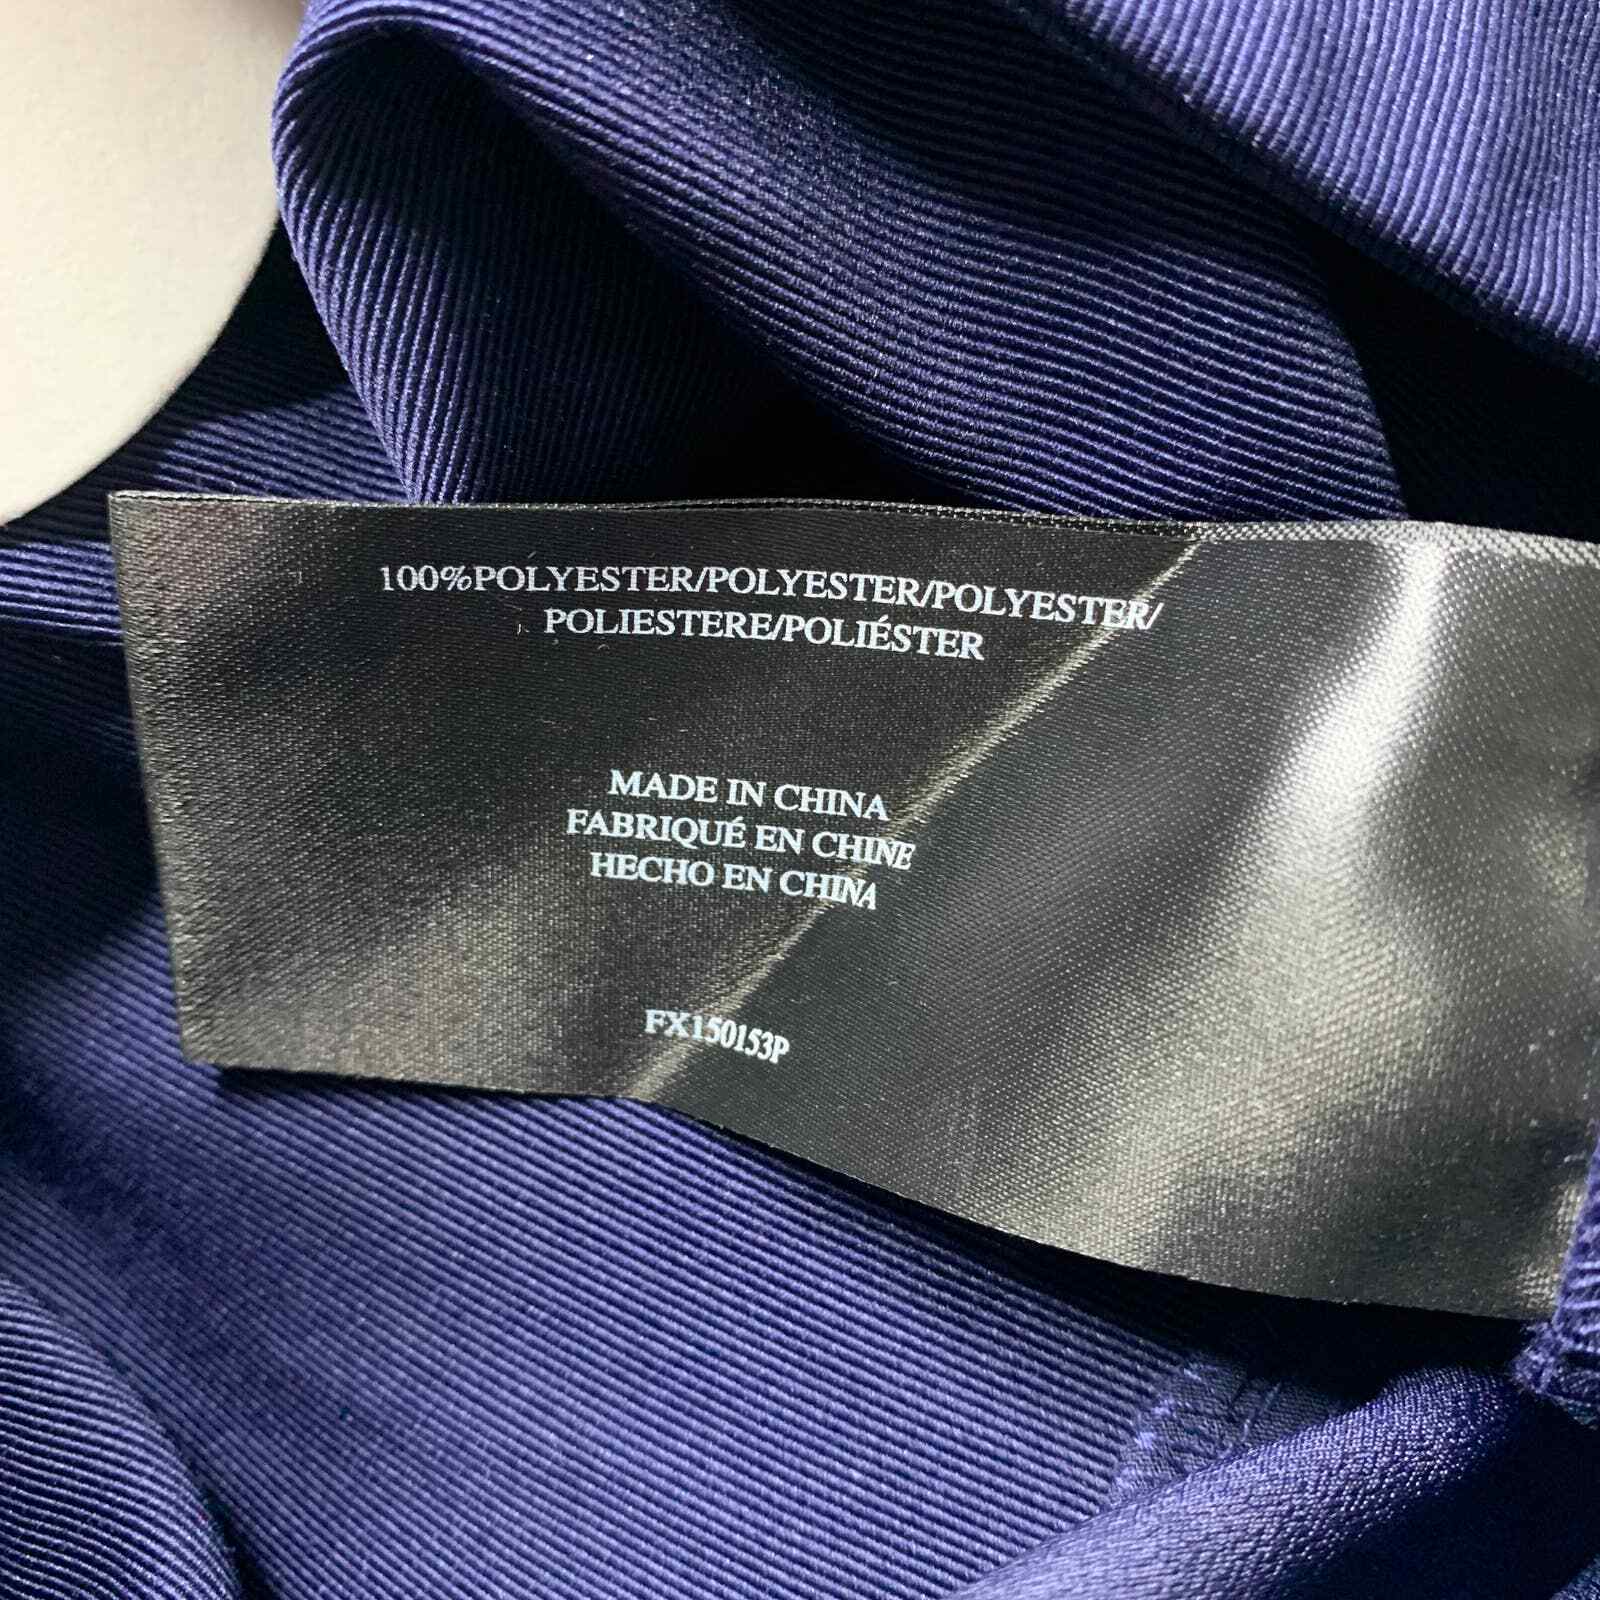 100%POLYESTER/POLYESTER/POLYESTER/
POLIESTERE/POLIÉSTER
MADE IN CHINA
FABRIQUÉ EN CHINE
HECHO EN CHINA
FX150153P